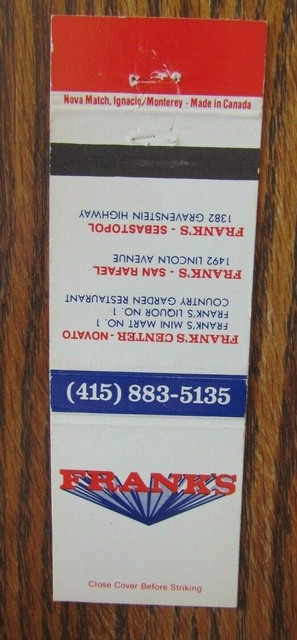 Nova Match, Ignacio/Monterey - Made in Canada
FRANK'S CENTER - NOVATO
FRANK'S MINI MART NO. 1
FRANK'S LIQUOR NO. 1
COUNTRY GARDEN RESTAURANT
FRANK'S - SAN RAFAEL
1492 LINCOLN AVENUE
FRANK'S - SEBASTOPOL
1382 GRAVENSTEIN HIGHWAY
(415) 883-5135
FRANK'S
Close Cover Before Striking